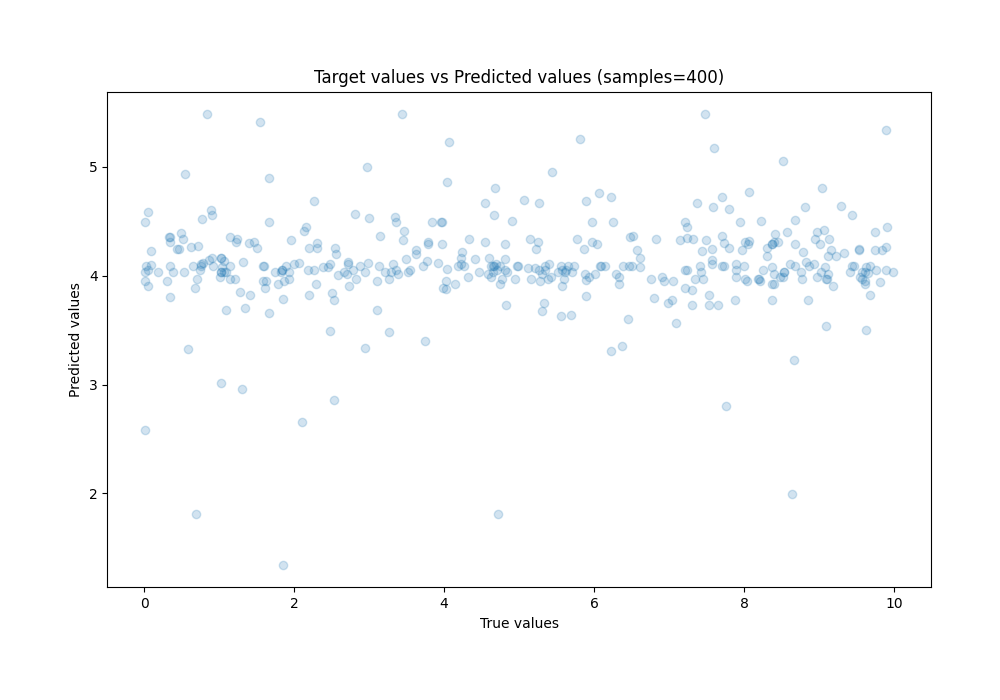 Target values vs Predicted values (samples=400)
Predicted values
5
4
3
2
0 2 4 6 8 10
True values